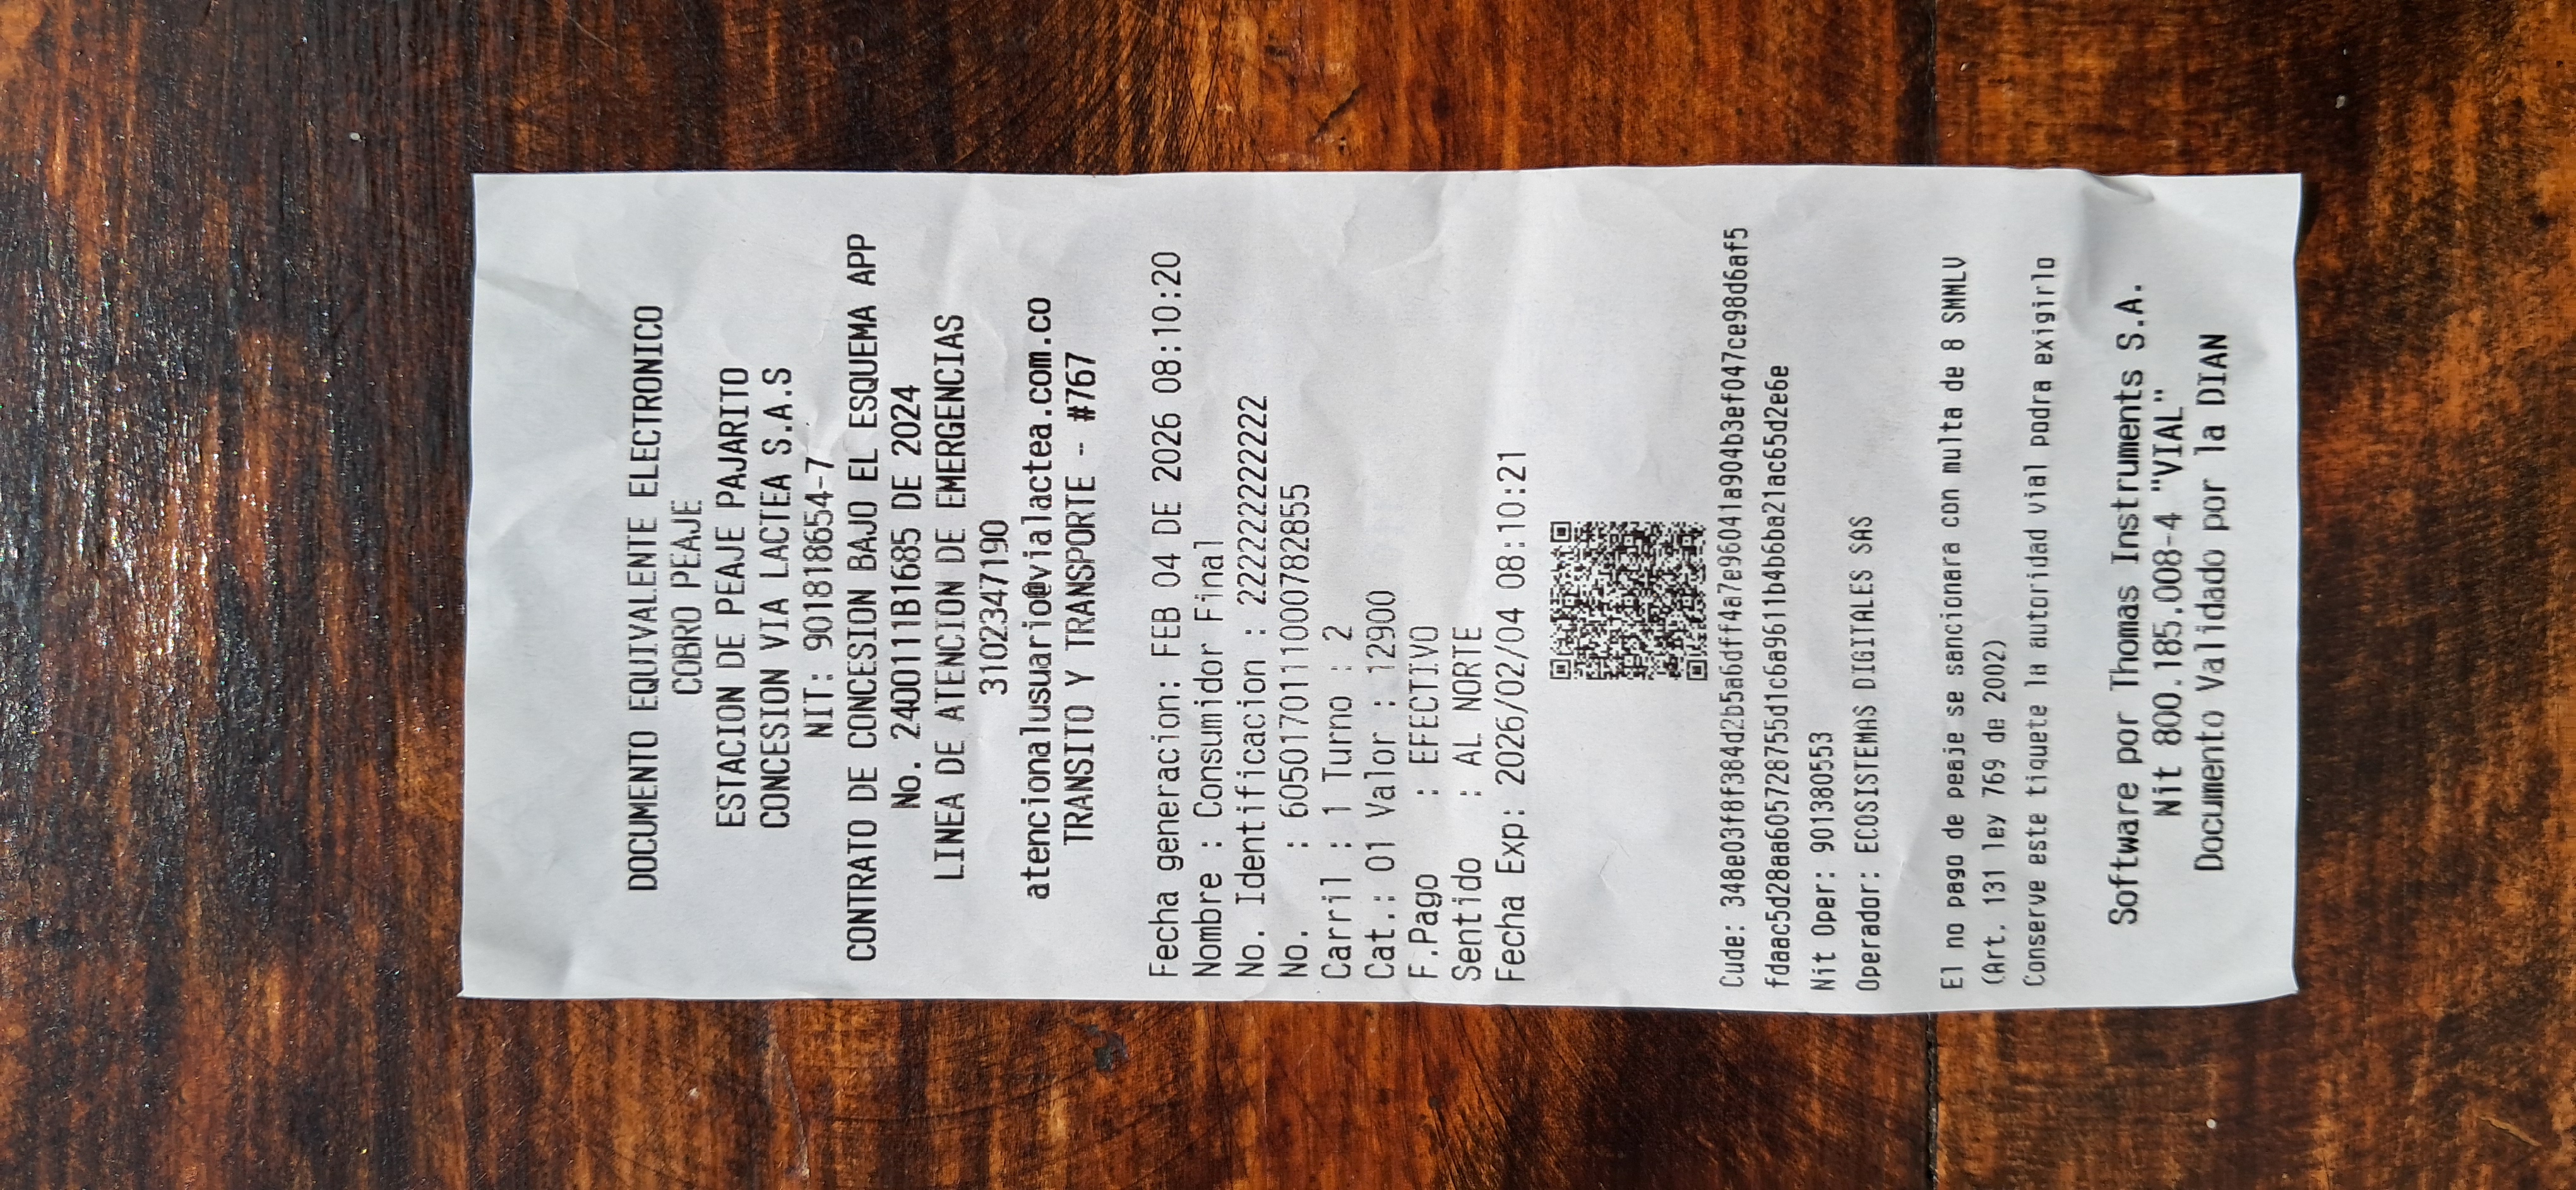 DOCUMENTO EQUIVALENTE ELECTRONICO
COBRO PEAJE
ESTACION DE PEAJE PAJARITO
CONCESION VIA LACTEA S.A.S
NIT: 901818654-7
CONTRATO DE CONCESION BAJO EL ESQUEMA APP
No. 2400111B1685 DE 2024
LINEA DE ATENCION DE EMERGENCIAS
3102347190
atencionalusuario@vialactea.com.co
TRANSITO Y TRANSPORTE - #767
Fecha generacion: FEB 04 DE 2026 08:10:20
Nombre : Consumidor Final
No. Identificacion : 222222222222
No. : 6050170111000782855
Carril : 1 Turno : 2
Cat.: 01 Valor : 12900
F.Pago : EFECTIVO
Sentido : AL NORTE
Fecha Exp: 2026/02/04 08:10:21
Cude: 348e03f8f384d2b5a6dff4a7e96041a904b3ef047ce98d6af5
fdaac5d28aa605728755d1c6a9611b4b6ba21ac65d2e6e
Nit Oper: 901380553
Operador: ECOSISTEMAS DIGITALES SAS
El no pago de peaje se sancionara con multa de 8 SMMLV
(Art. 131 ley 769 de 2002)
Conserve este tiquete la autoridad vial podra exigirlo
Software por Thomas Instruments S.A.
Nit 800.185.008-4 "VIAL"
Documento Validado por la DIAN